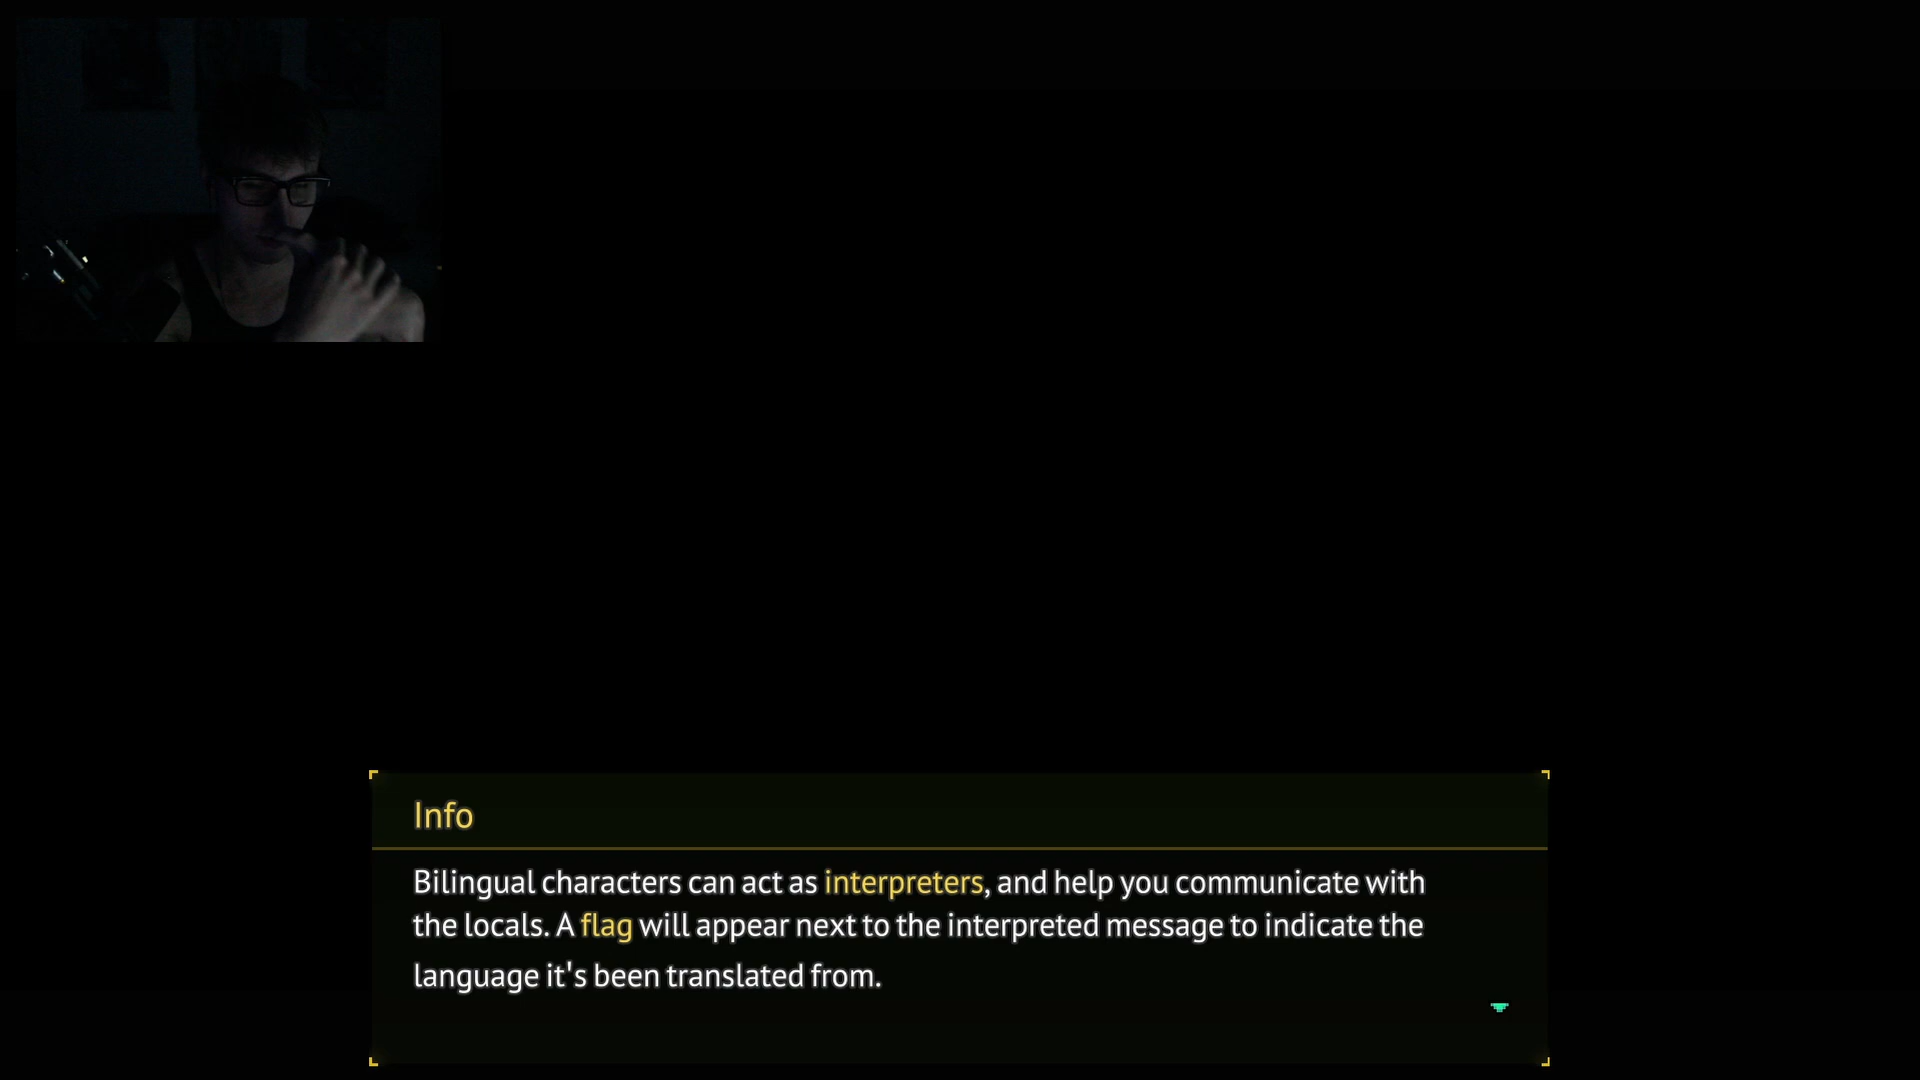 Info
Bilingual characters can act as interpreters, and help you communicate with
the locals. A flag will appear next to the interpreted message to indicate the
language it's been translated from.